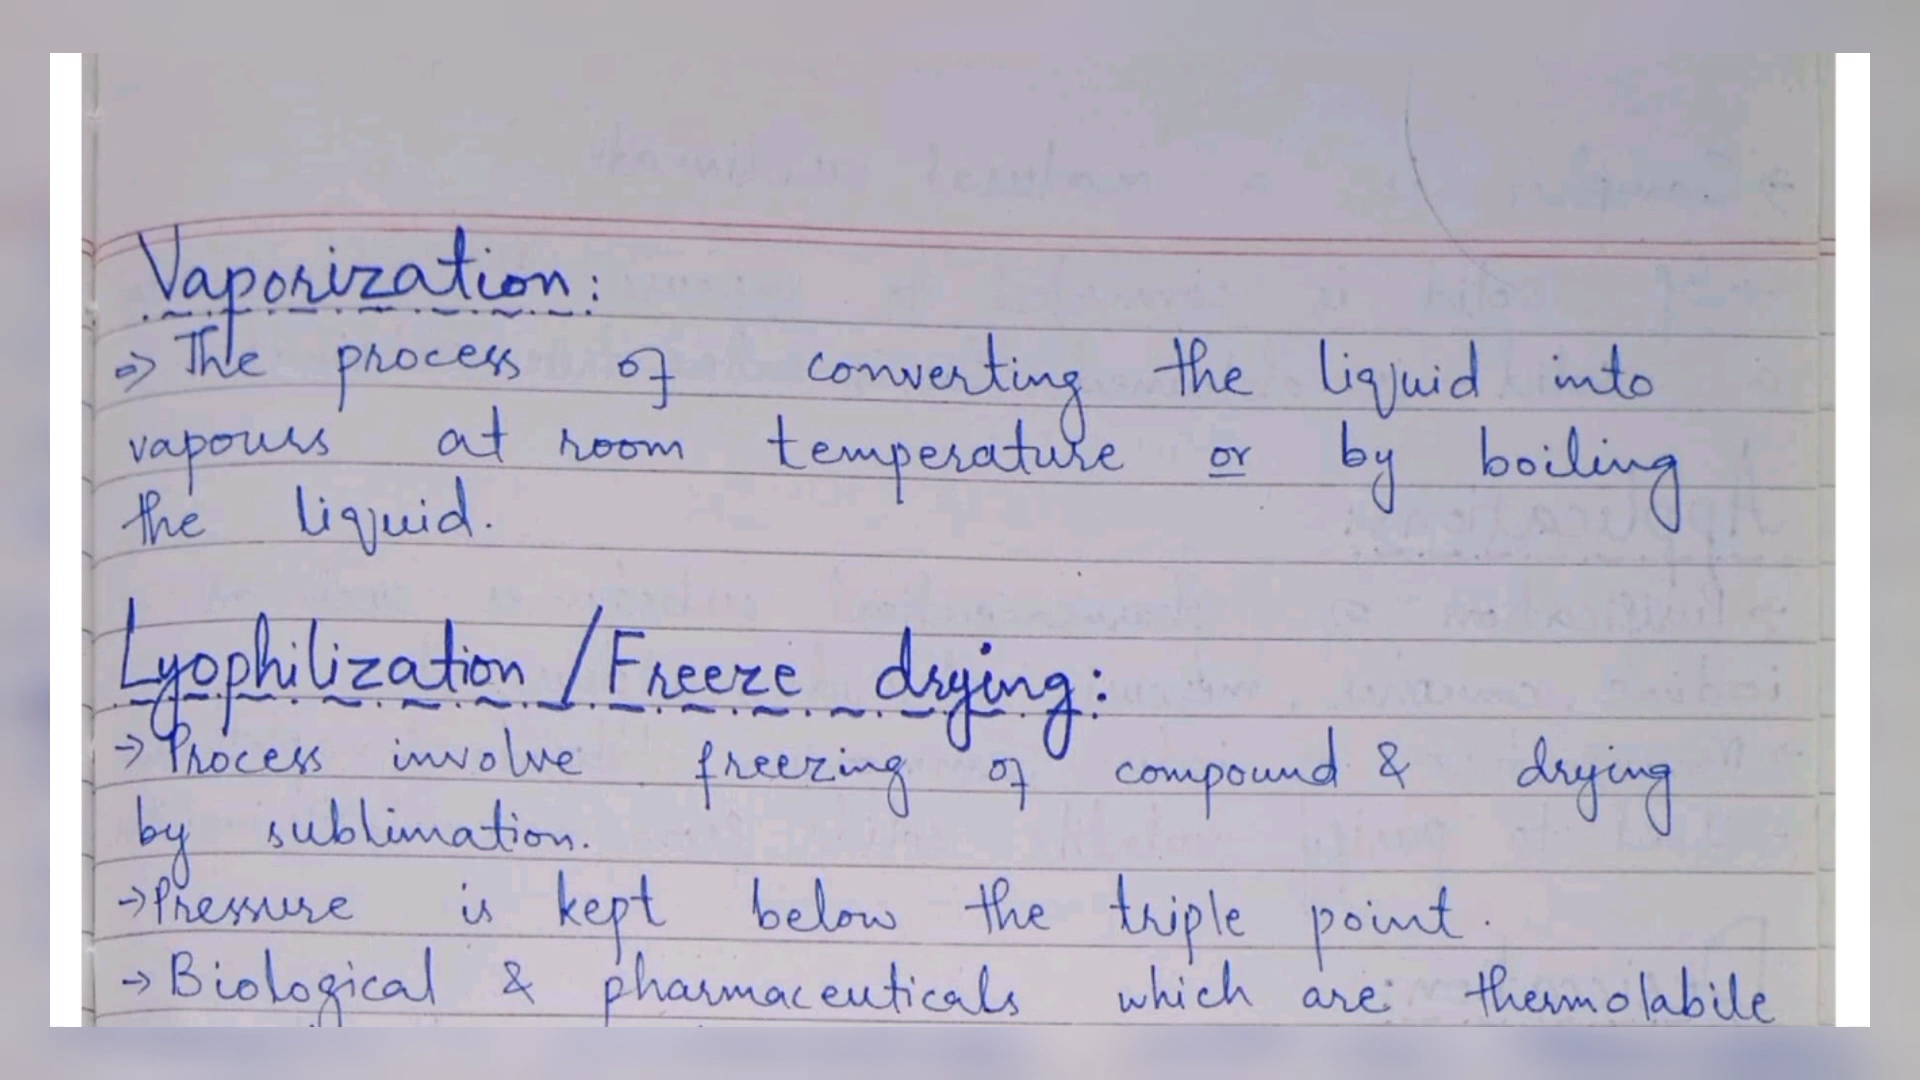 Vaporization:
⇒ The process of converting the liquid into
vapours at room temperature or by boiling
the liquid.
Lyophilization / Freeze drying:
→ Process involve freezing of compound & drying
by sublimation.
→ Pressure is kept below the triple point.
→ Biological & pharmaceuticals which are thermolabile